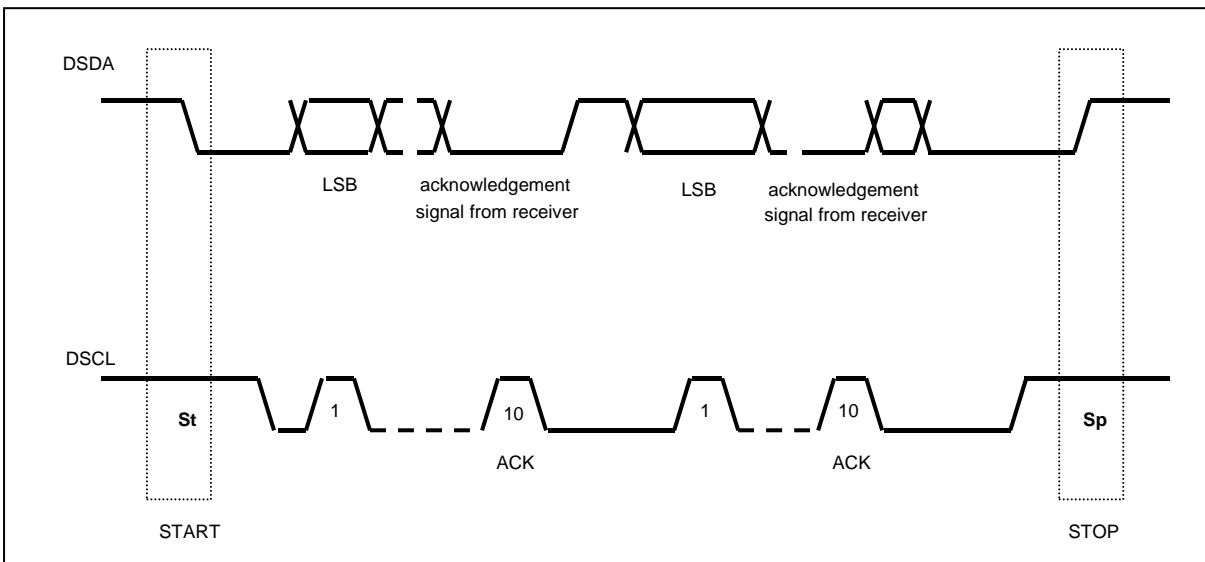 DSDA
LSB
acknowledgement
signal from receiver
LSB
acknowledgement
signal from receiver
DSCL
St
1
10
1
10
Sp
ACK
ACK
START
STOP